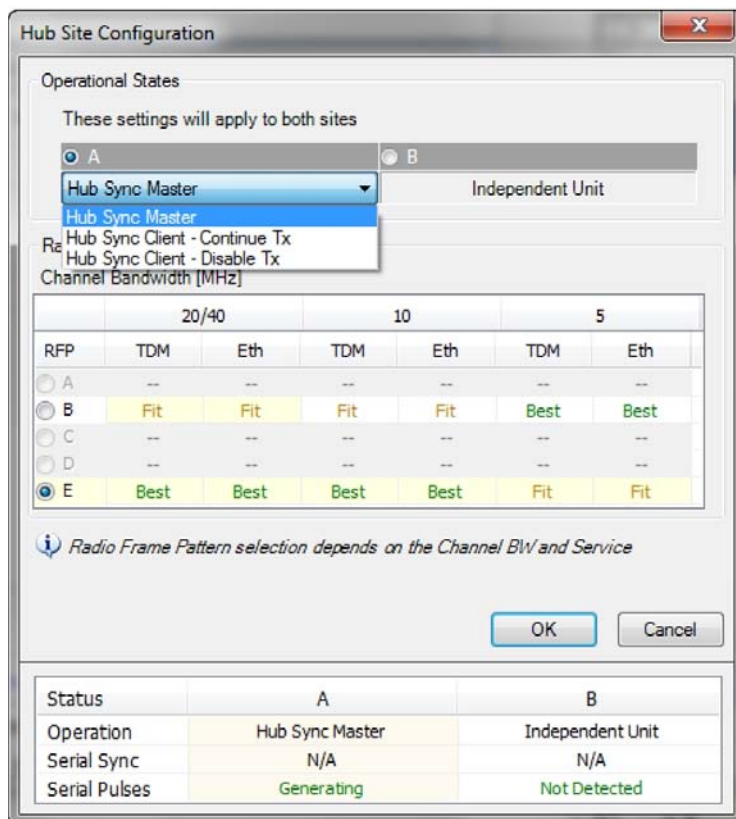 Hub Site Configuration
Operational States
These settings will apply to both sites
A B
Hub Sync Master Independent Unit
Hub Sync Master
Hub Sync Client - Continue Tx
Hub Sync Client - Disable Tx
Ra
Channel Bandwidth [MHz]
20/40 10 5
RFP TDM Eth TDM Eth TDM Eth
A -- -- -- -- -- --
B Fit Fit Fit Fit Best Best
C -- -- -- -- -- --
D -- -- -- -- -- --
E Best Best Best Best Fit Fit
Radio Frame Pattern selection depends on the Channel BW and Service
OK Cancel
Status A B
Operation Hub Sync Master Independent Unit
Serial Sync N/A N/A
Serial Pulses Generating Not Detected